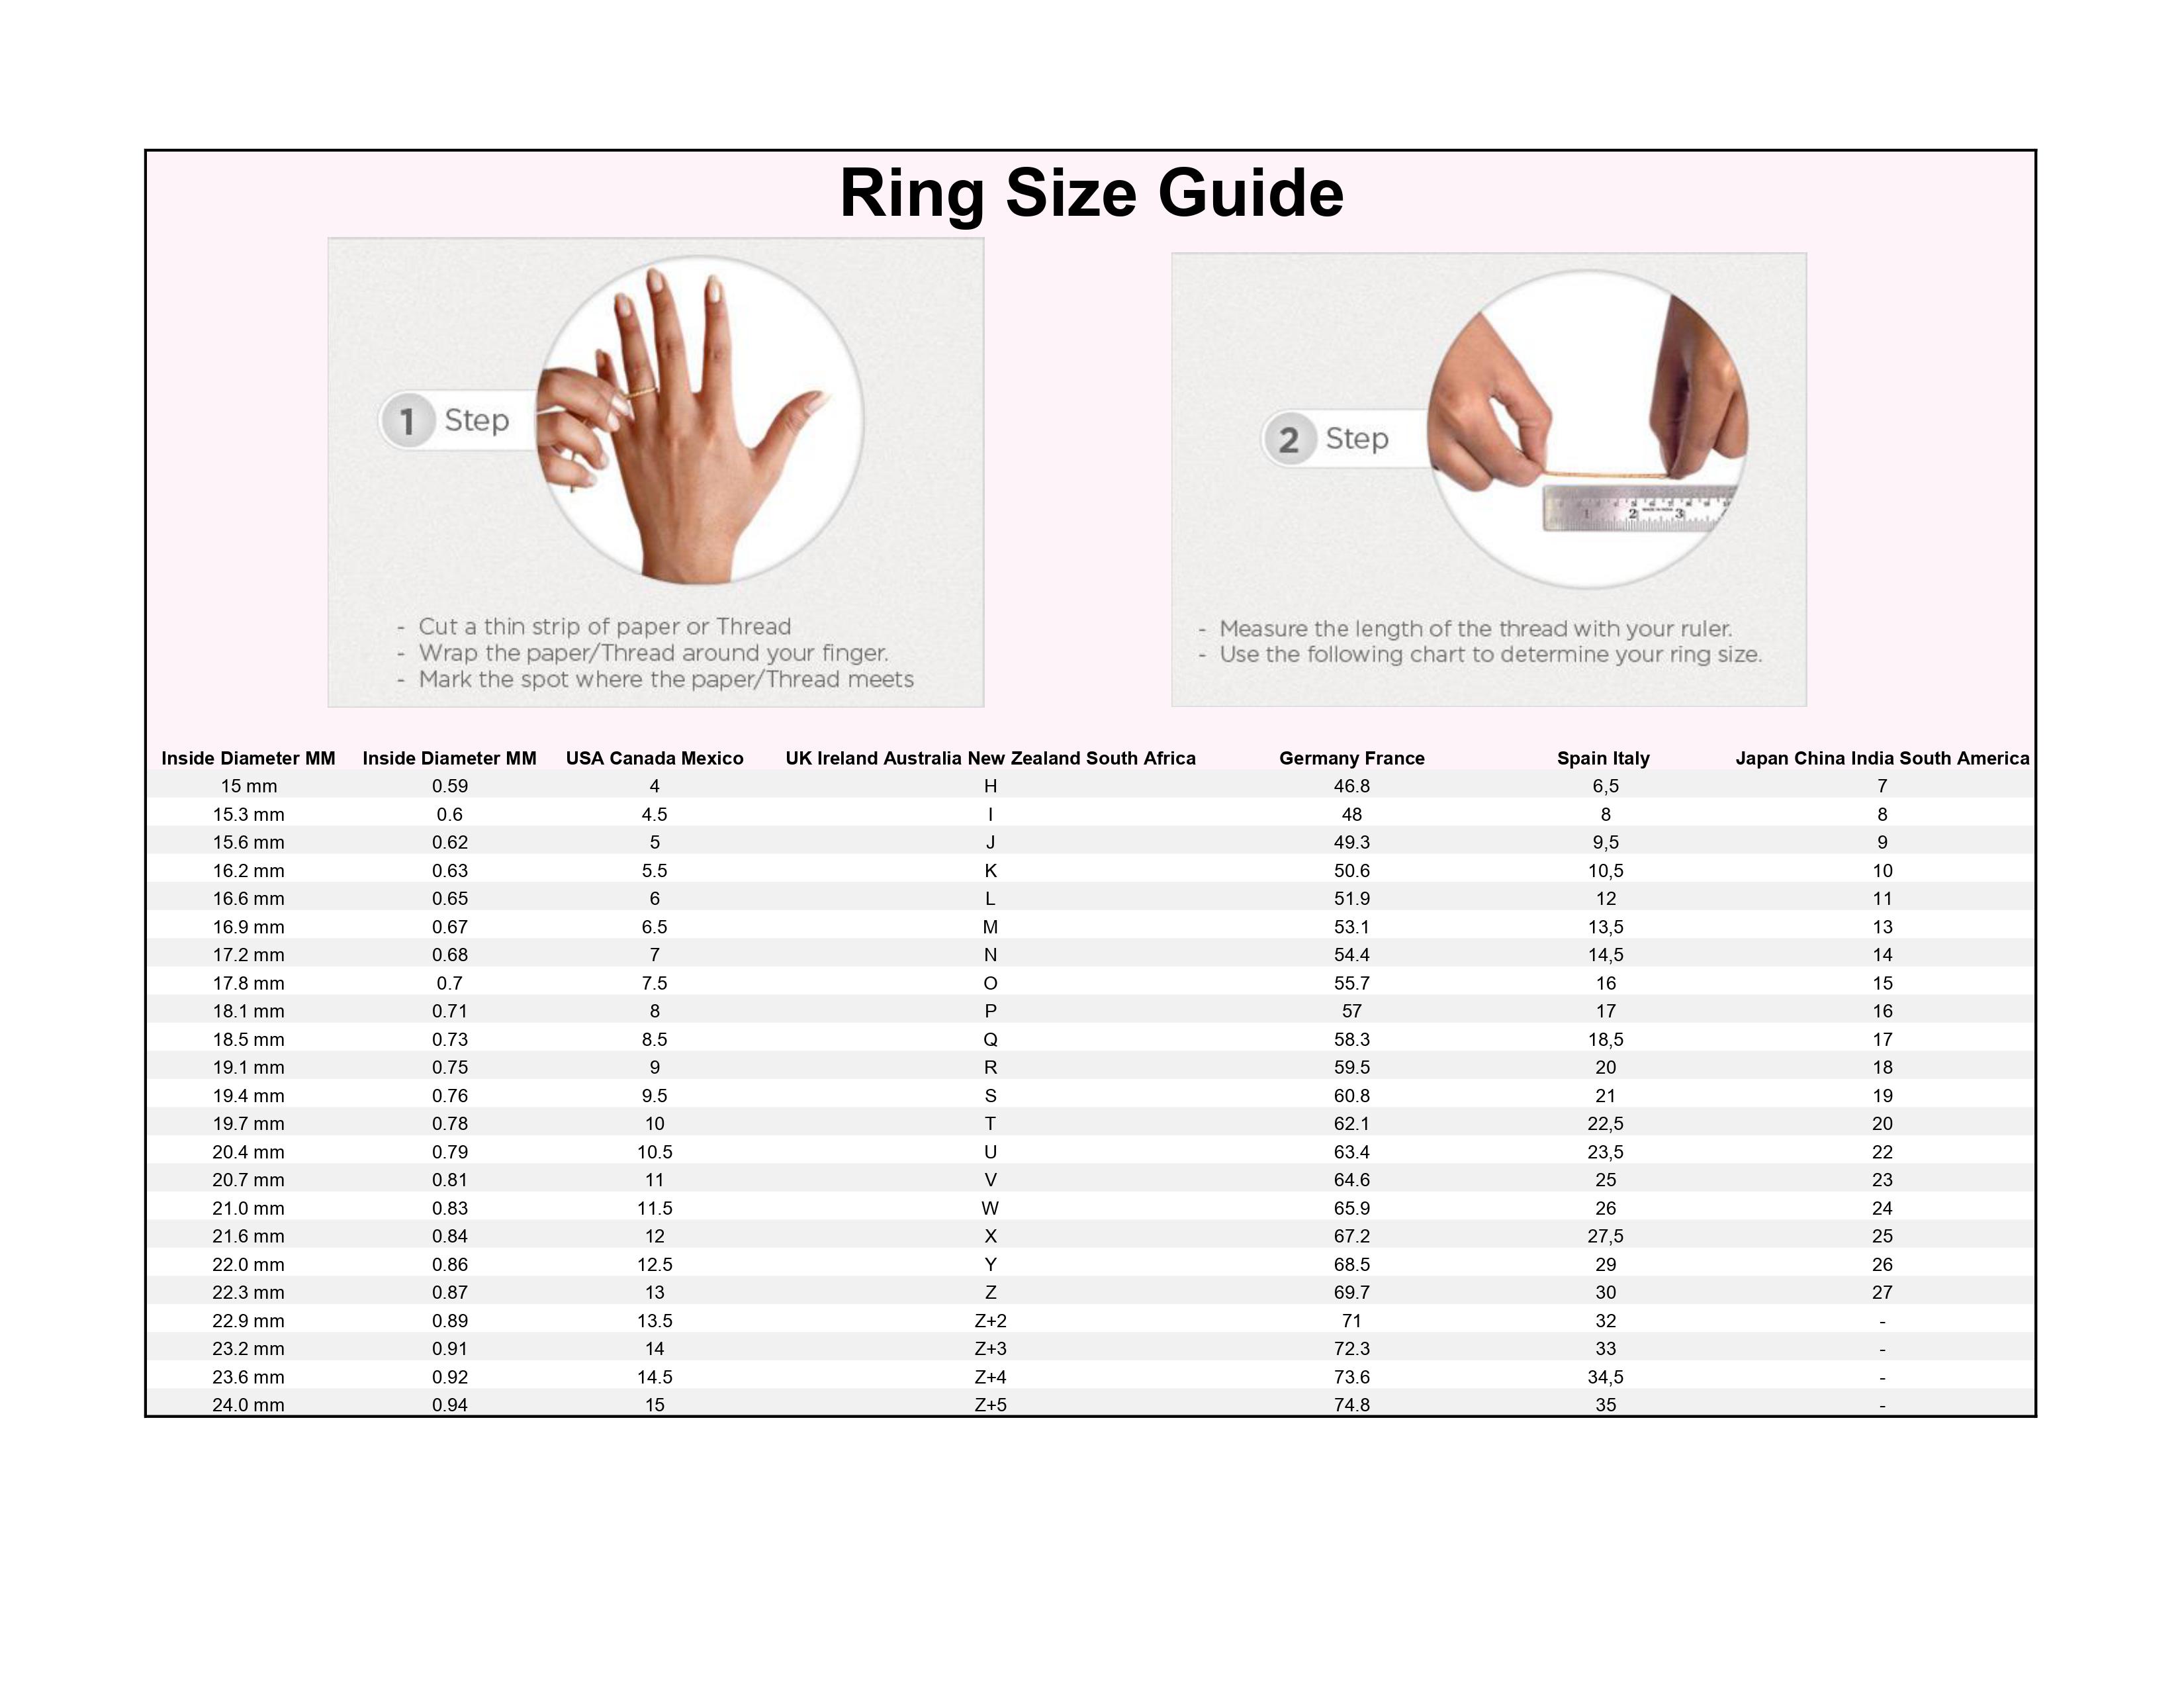 Ring Size Guide
1 Step
- Cut a thin strip of paper or Thread
- Wrap the paper/Thread around your finger.
- Mark the spot where the paper/Thread meets
2 Step
1 2 3
- Measure the length of the thread with your ruler.
- Use the following chart to determine your ring size.
Inside Diameter MM Inside Diameter MM USA Canada Mexico UK Ireland Australia New Zealand South Africa Germany France Spain Italy Japan China India South America
15 mm 0.59 4 H 46.8 6,5 7
15.3 mm 0.6 4.5 I 48 8 8
15.6 mm 0.62 5 J 49.3 9,5 9
16.2 mm 0.63 5.5 K 50.6 10,5 10
16.6 mm 0.65 6 L 51.9 12 11
16.9 mm 0.67 6.5 M 53.1 13,5 13
17.2 mm 0.68 7 N 54.4 14,5 14
17.8 mm 0.7 7.5 O 55.7 16 15
18.1 mm 0.71 8 P 57 17 16
18.5 mm 0.73 8.5 Q 58.3 18,5 17
19.1 mm 0.75 9 R 59.5 20 18
19.4 mm 0.76 9.5 S 60.8 21 19
19.7 mm 0.78 10 T 62.1 22,5 20
20.4 mm 0.79 10.5 U 63.4 23,5 22
20.7 mm 0.81 11 V 64.6 25 23
21.0 mm 0.83 11.5 W 65.9 26 24
21.6 mm 0.84 12 X 67.2 27,5 25
22.0 mm 0.86 12.5 Y 68.5 29 26
22.3 mm 0.87 13 Z 69.7 30 27
22.9 mm 0.89 13.5 Z+2 71 32 -
23.2 mm 0.91 14 Z+3 72.3 33 -
23.6 mm 0.92 14.5 Z+4 73.6 34,5 -
24.0 mm 0.94 15 Z+5 74.8 35 -